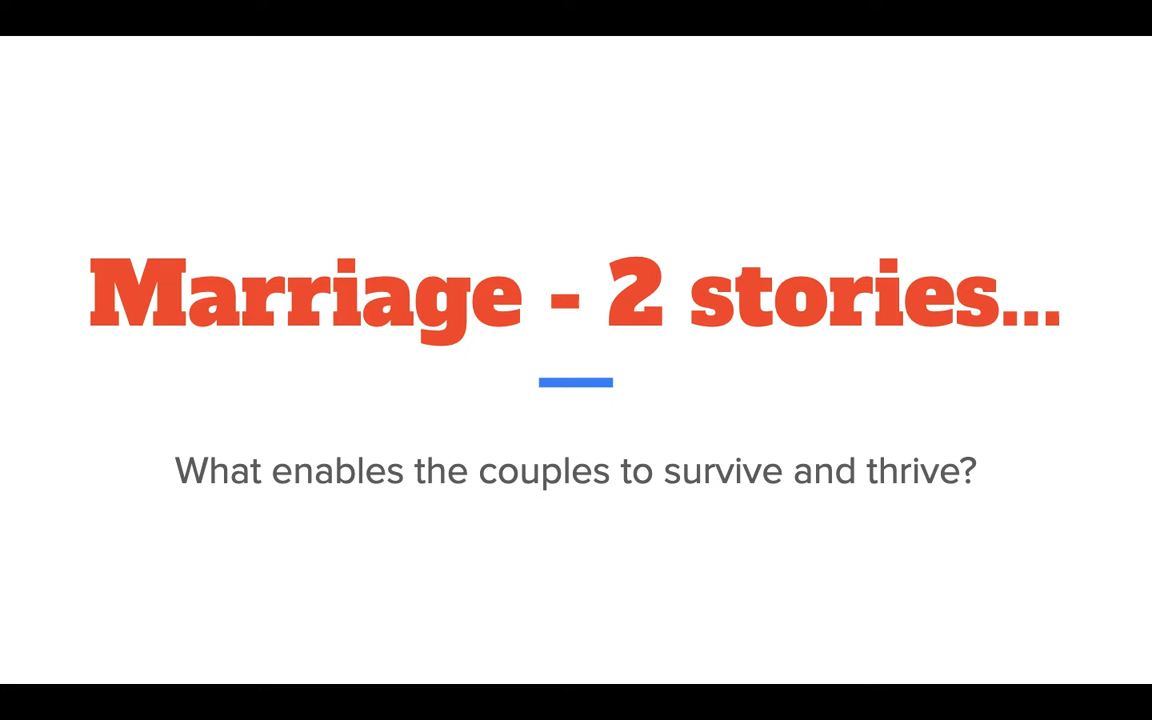 Marriage - 2 stories...
What enables the couples to survive and thrive?